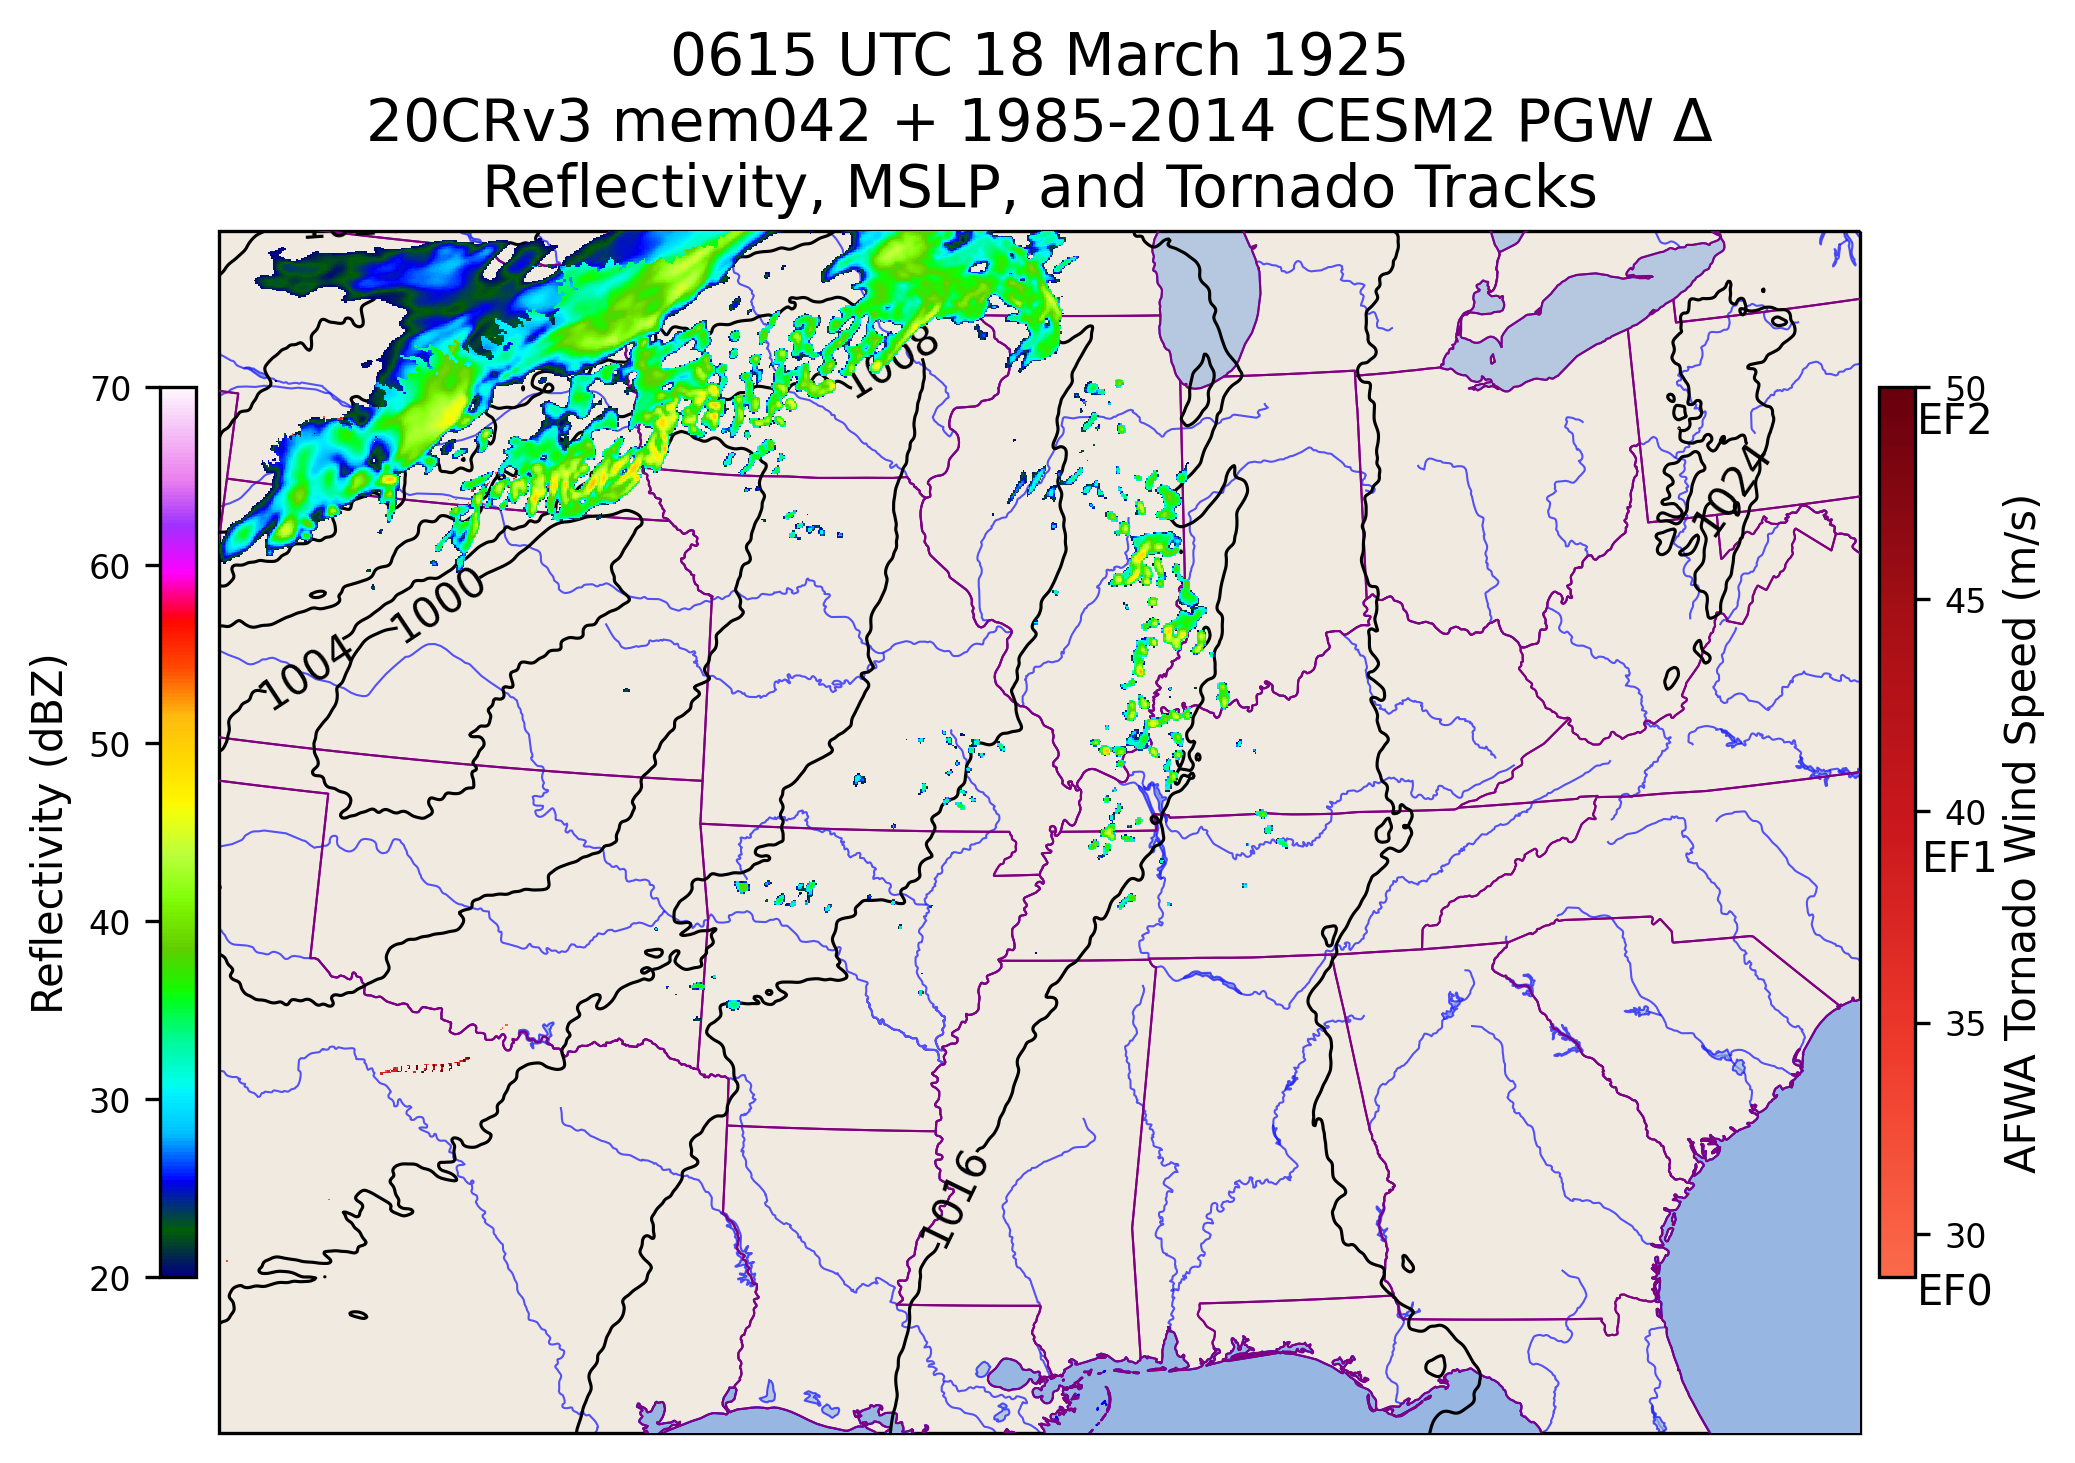 0615 UTC 18 March 1925
20CRv3 mem042 + 1985-2014 CESM2 PGW Δ
Reflectivity, MSLP, and Tornado Tracks
70
60
50
40
30
20
Reflectivity (dBZ)
1008
1000
1004
1024
1016
50
EF2
45
40
EF1
35
30
EF0
AFWA Tornado Wind Speed (m/s)